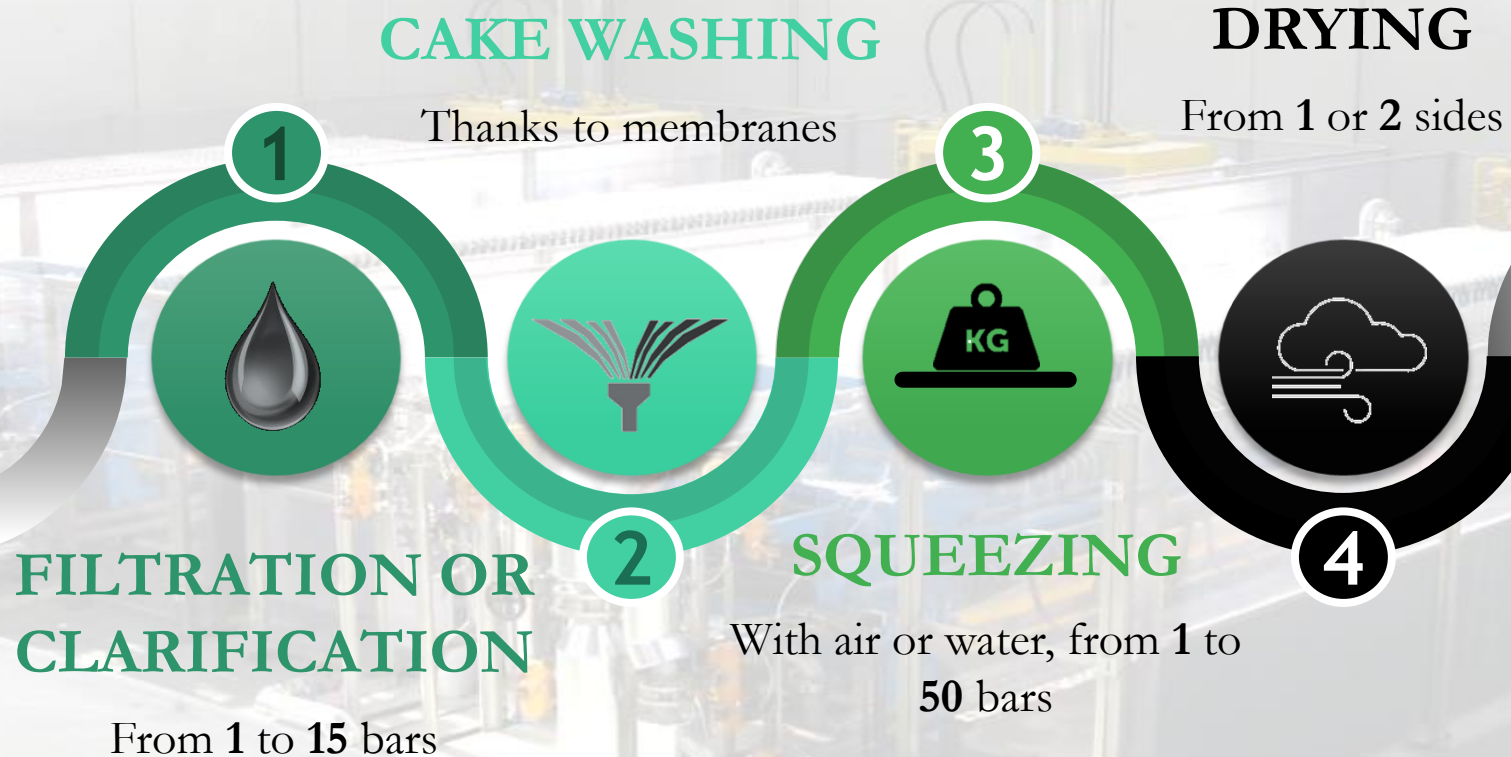 1
FILTRATION OR
CLARIFICATION
From 1 to 15 bars
CAKE WASHING
Thanks to membranes
2
3
KG
SQUEEZING
With air or water, from 1 to
50 bars
DRYING
From 1 or 2 sides
4